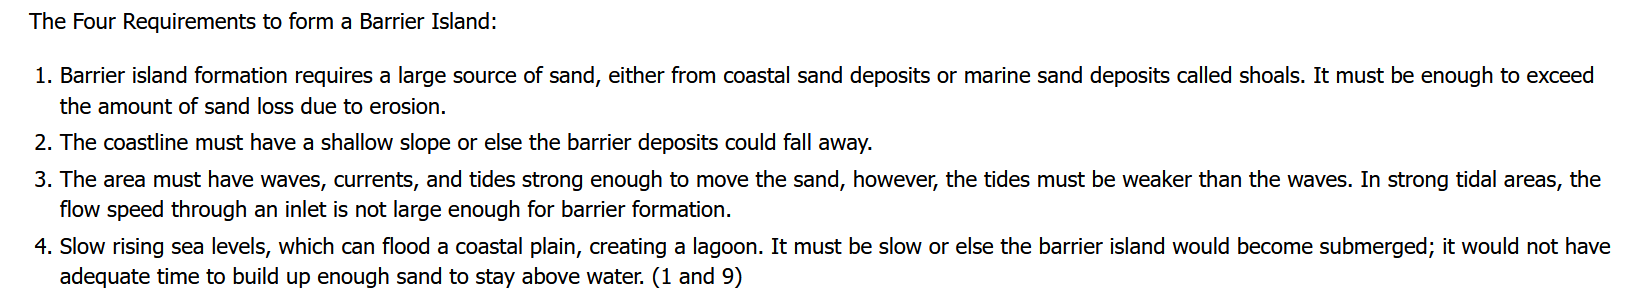 The Four Requirements to form a Barrier Island:
1. Barrier island formation requires a large source of sand, either from coastal sand deposits or marine sand deposits called shoals. It must be enough to exceed
the amount of sand loss due to erosion.
2. The coastline must have a shallow slope or else the barrier deposits could fall away.
3. The area must have waves, currents, and tides strong enough to move the sand, however, the tides must be weaker than the waves. In strong tidal areas, the
flow speed through an inlet is not large enough for barrier formation.
4. Slow rising sea levels, which can flood a coastal plain, creating a lagoon. It must be slow or else the barrier island would become submerged; it would not have
adequate time to build up enough sand to stay above water. (1 and 9)